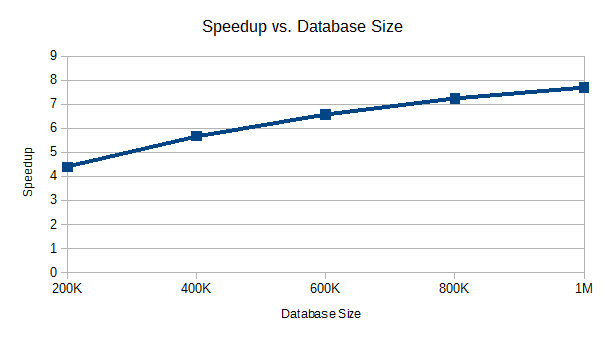 Speedup vs. Database Size
9
8
7
6
5
4
3
2
1
0
Speedup
200K 400K 600K 800K 1M
Database Size